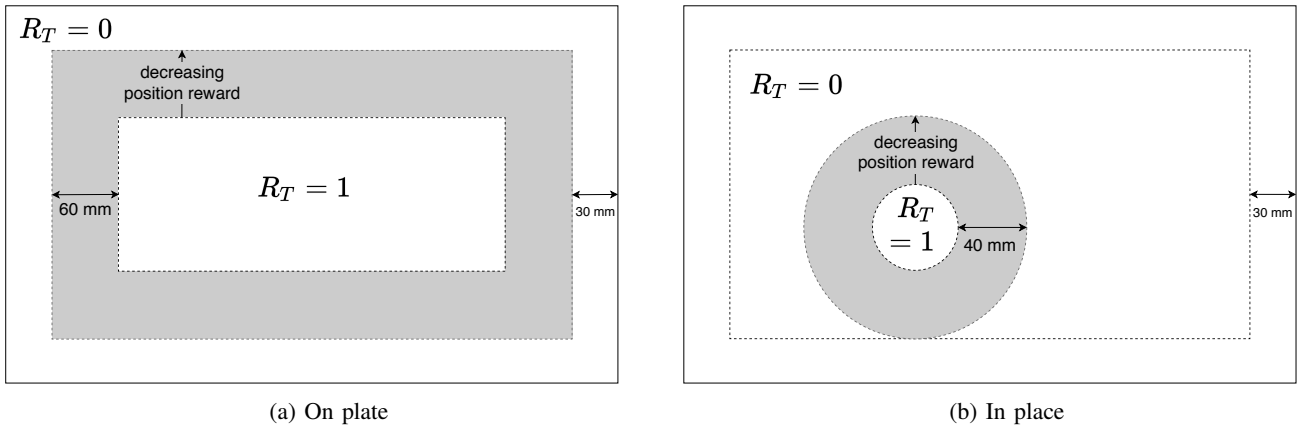 R_T = 0
decreasing
position reward
R_T = 1
60 mm
30 mm
(a) On plate
R_T = 0
decreasing
position reward
R_T
= 1
40 mm
30 mm
(b) In place